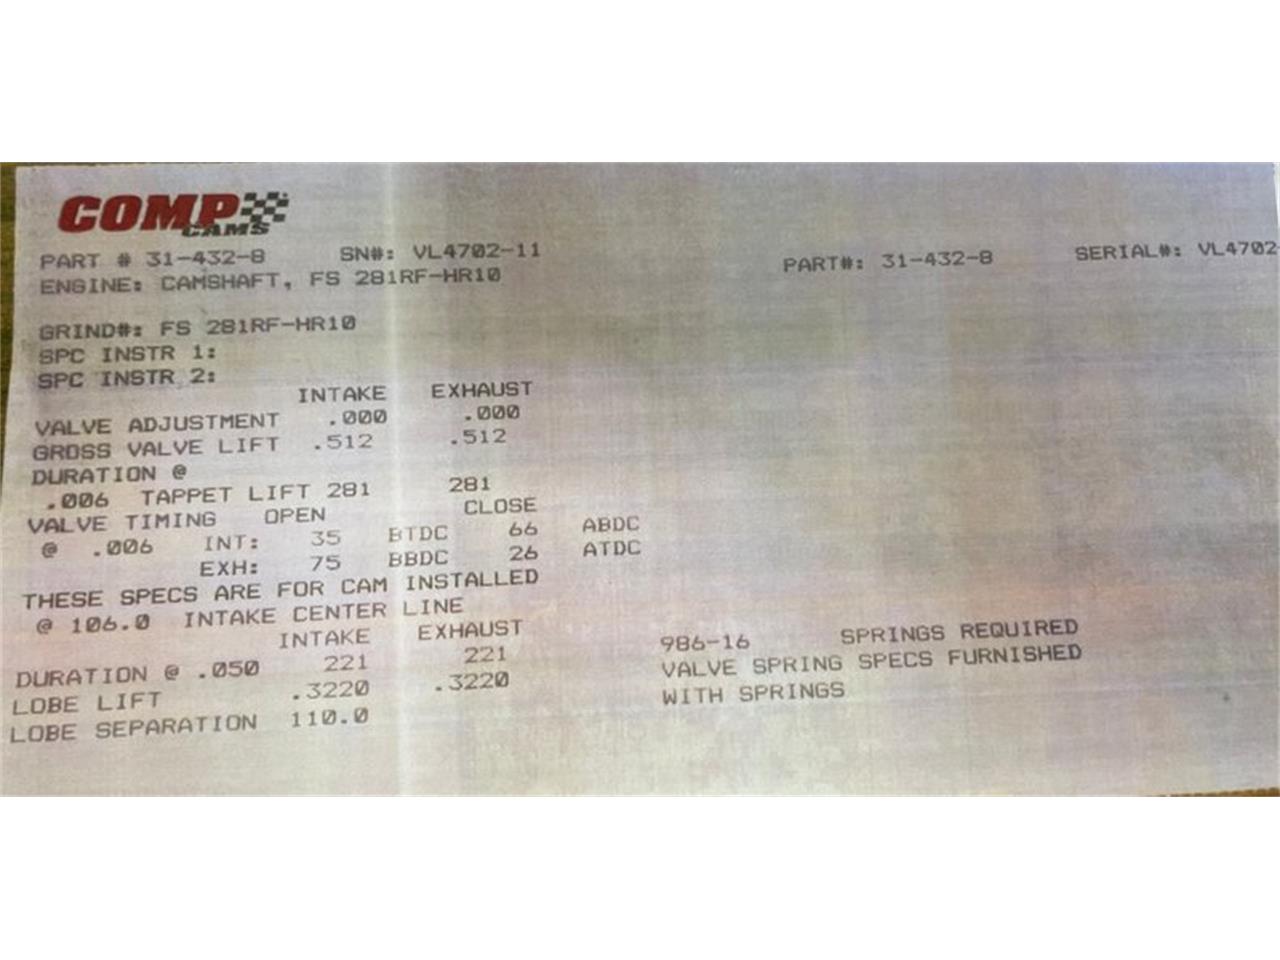 COMP
CAMS
PART # 31-432-8 SN#: VL4702-11 PART#: 31-432-8 SERIAL#: VL4702-
ENGINE: CAMSHAFT, FS 281RF-HR10
GRIND#: FS 281RF-HR10
SPC INSTR 1:
SPC INSTR 2:
INTAKE EXHAUST
VALVE ADJUSTMENT .000 .000
GROSS VALVE LIFT .512 .512
DURATION @
.006 TAPPET LIFT 281 281
VALVE TIMING OPEN CLOSE
@ .006 INT: 35 BTDC 66 ABDC
EXH: 75 BBDC 26 ATDC
THESE SPECS ARE FOR CAM INSTALLED
@ 106.0 INTAKE CENTER LINE
INTAKE EXHAUST
DURATION @ .050 221 221
LOBE LIFT .3220 .3220
LOBE SEPARATION 110.0
986-16 SPRINGS REQUIRED
VALVE SPRING SPECS FURNISHED
WITH SPRINGS